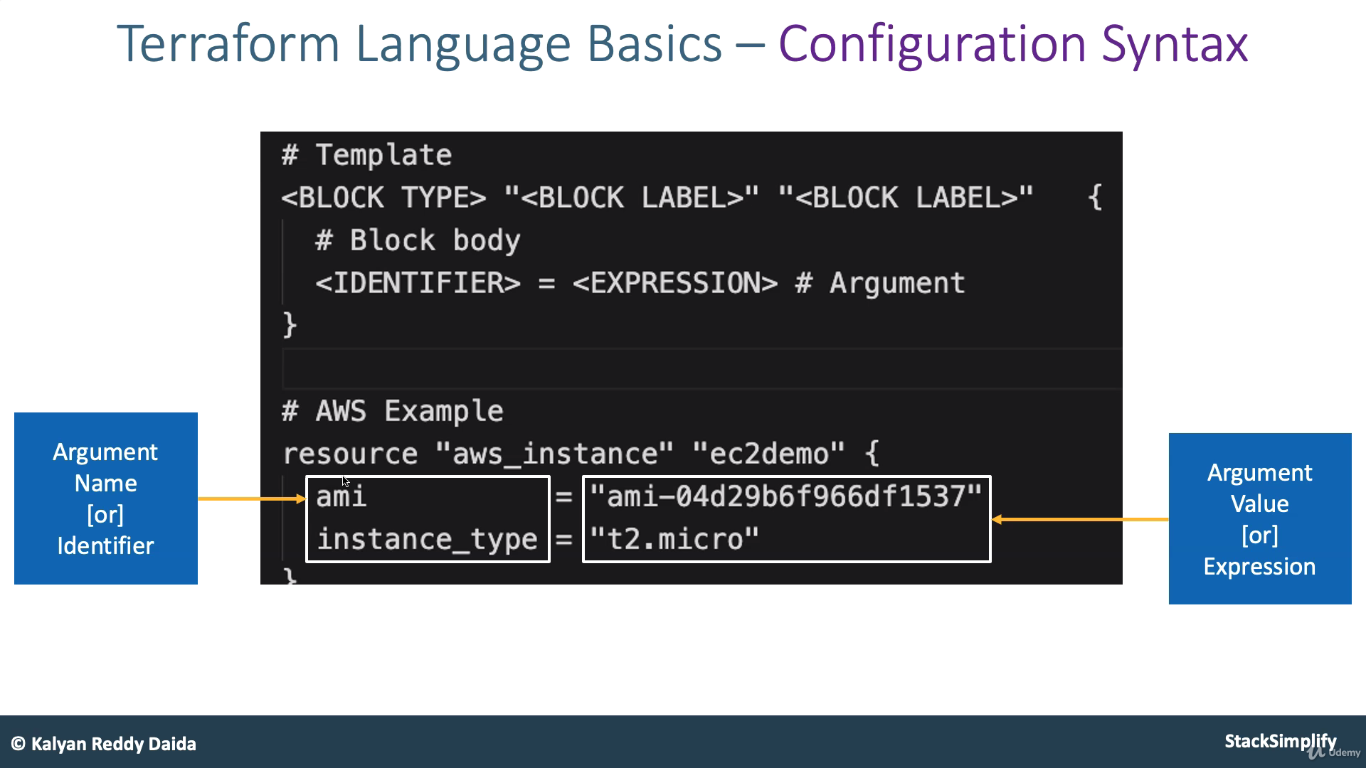 Terraform Language Basics – Configuration Syntax
# Template
<BLOCK TYPE> "<BLOCK LABEL>" "<BLOCK LABEL>" {
# Block body
<IDENTIFIER> = <EXPRESSION> # Argument
}
# AWS Example
resource "aws_instance" "ec2demo" {
ami = "ami-04d29b6f966df1537"
instance_type = "t2.micro"
}
Argument
Name
[or]
Identifier
Argument
Value
[or]
Expression
© Kalyan Reddy Daida
StackSimplify
Udemy